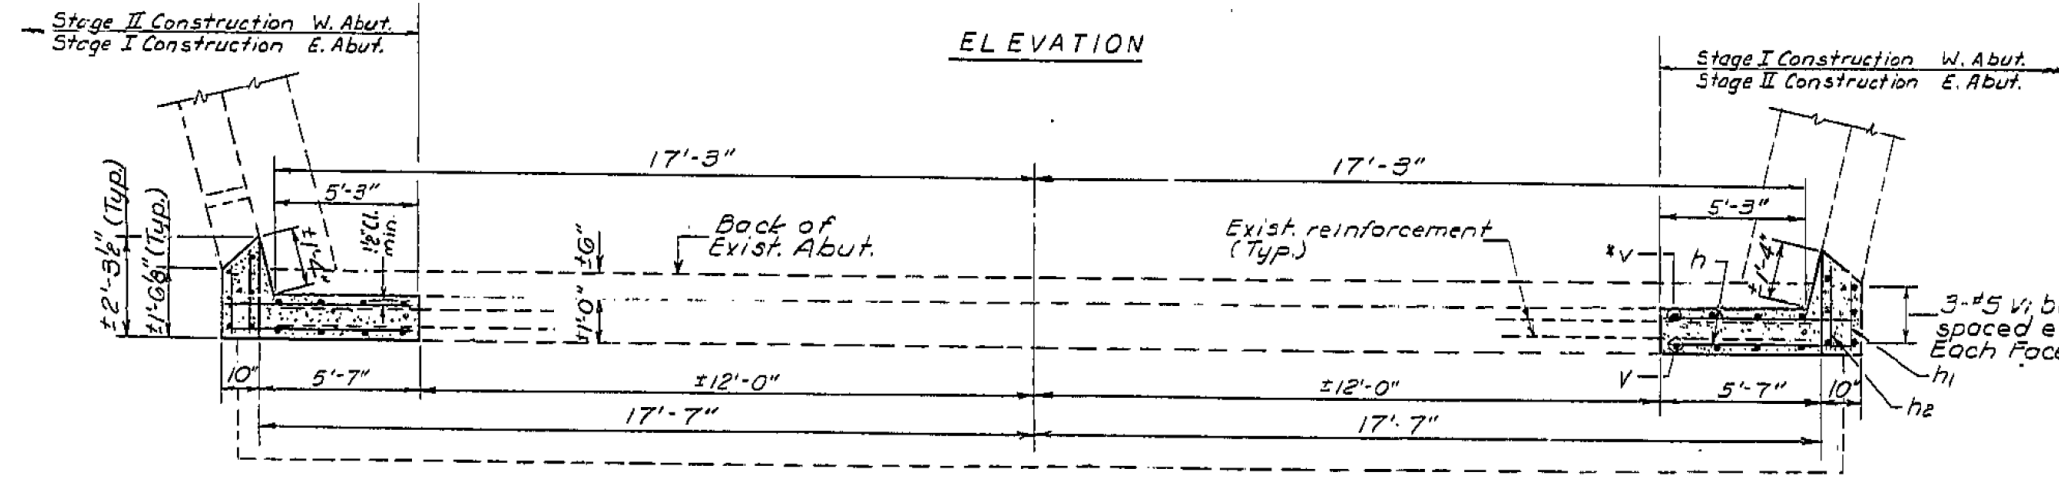 Stage II Construction W. Abut.
Stage I Construction E. Abut.
ELEVATION
Stage I Construction W. Abut.
Stage II Construction E. Abut.
17'-3"
17'-3"
5'-3"
5'-3"
±2'-3½" (Typ.)
±1'-6⅛" (Typ.)
1½" Cl.
min.
±6"
Back of
Exist. Abut.
Exist. reinforcement
(Typ.)
*v
h
±1'-4"
±1'-0"
3-#5 v₁ b
spaced e
Each Face
h₁
h₂
v
10"
5'-7"
±12'-0"
±12'-0"
5'-7"
10"
17'-7"
17'-7"